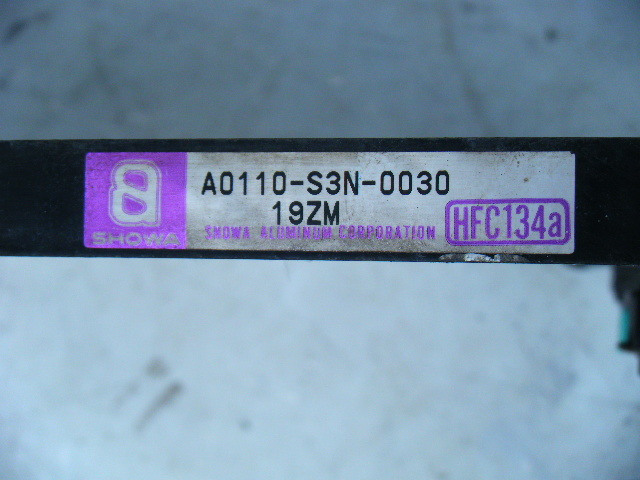 SHOWA
A0110-S3N-0030
19ZM
SHOWA ALUMINUM CORPORATION
HFC134a